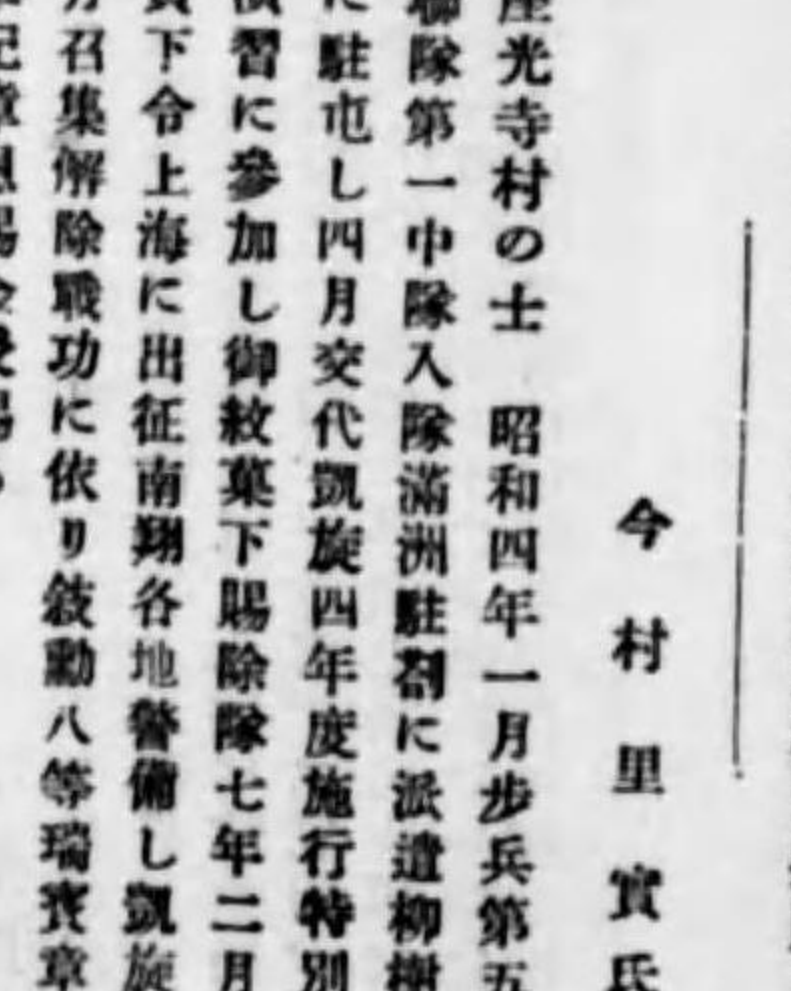 今村里實氏
座光寺村の士　昭和四年一月步兵第五
聯隊第一中隊入隊滿洲駐剳に派遣柳樹
に駐屯し四月交代凱旋四年度施行特別
演習に參加し御紋菓下賜除隊七年二月
下令上海に出征南翔各地警備し凱旋
召集解除戰功に依り敍勳八等瑞寳章